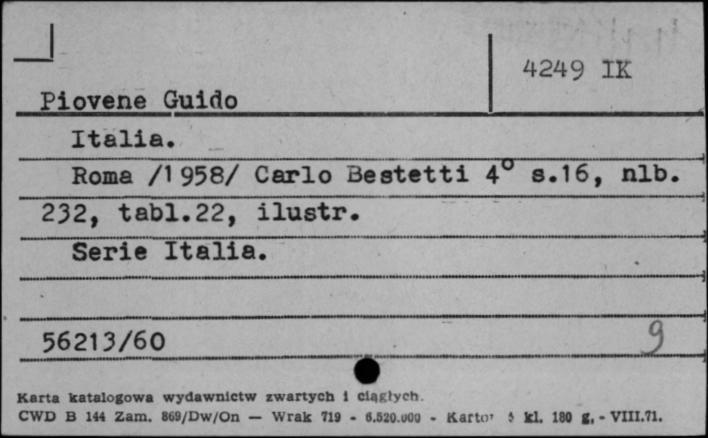 4249 IK
Piovene Guido
Italia.
Roma /1958/ Carlo Bestetti 4° s.16, nlb.
232, tabl.22, ilustr.
Serie Italia.
56213/60
9
Karta katalogowa wydawnictw zwartych i ciągłych.
CWD B 144 Zam. 869/Dw/On — Wrak 719 - 6.520.000 - Karton kl. 180 g. - VIII.71.